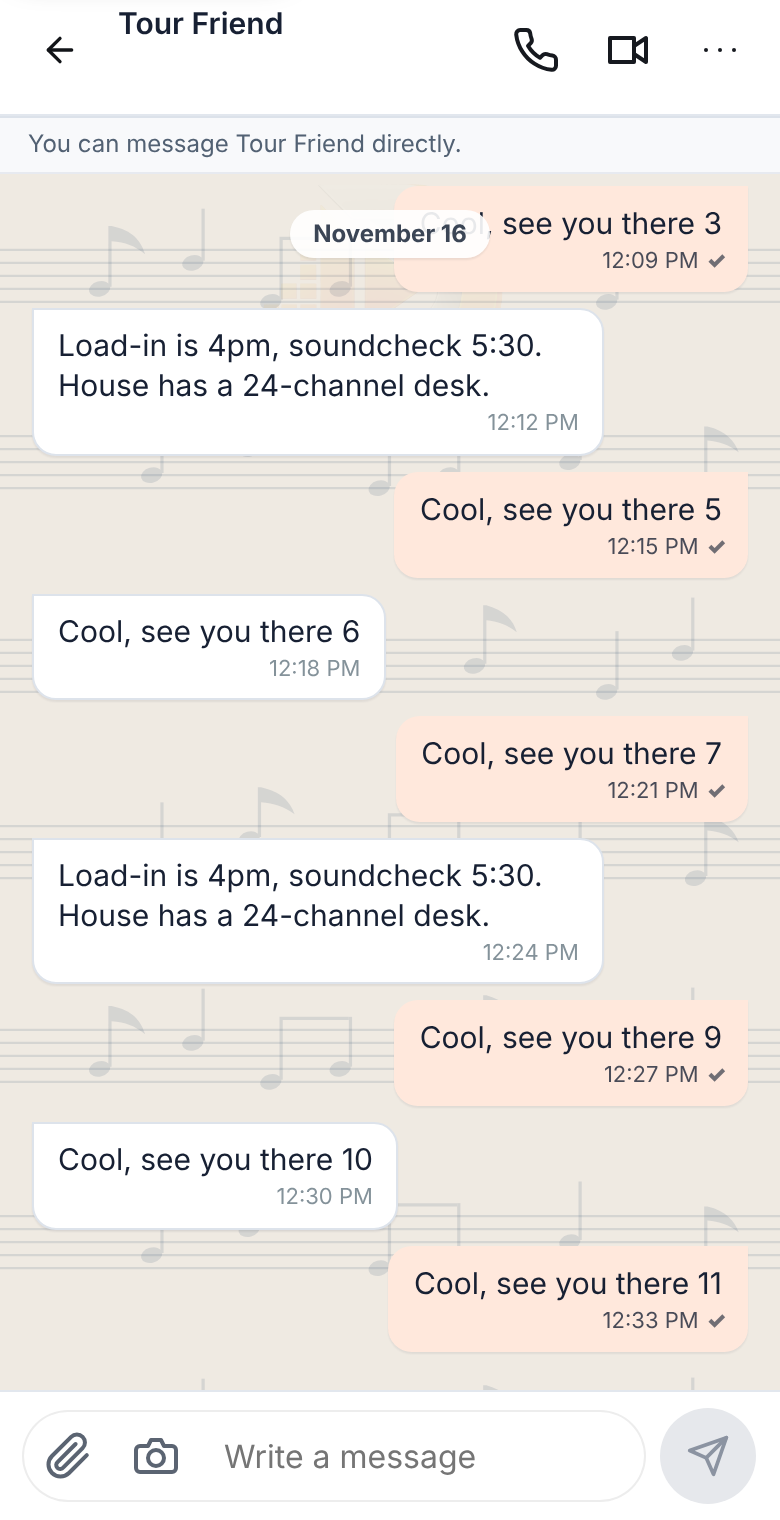 Tour Friend
You can message Tour Friend directly.
November 16
Cool, see you there 3
12:09 PM
Load-in is 4pm, soundcheck 5:30.
House has a 24-channel desk.
12:12 PM
Cool, see you there 5
12:15 PM
Cool, see you there 6
12:18 PM
Cool, see you there 7
12:21 PM
Load-in is 4pm, soundcheck 5:30.
House has a 24-channel desk.
12:24 PM
Cool, see you there 9
12:27 PM
Cool, see you there 10
12:30 PM
Cool, see you there 11
12:33 PM
Write a message